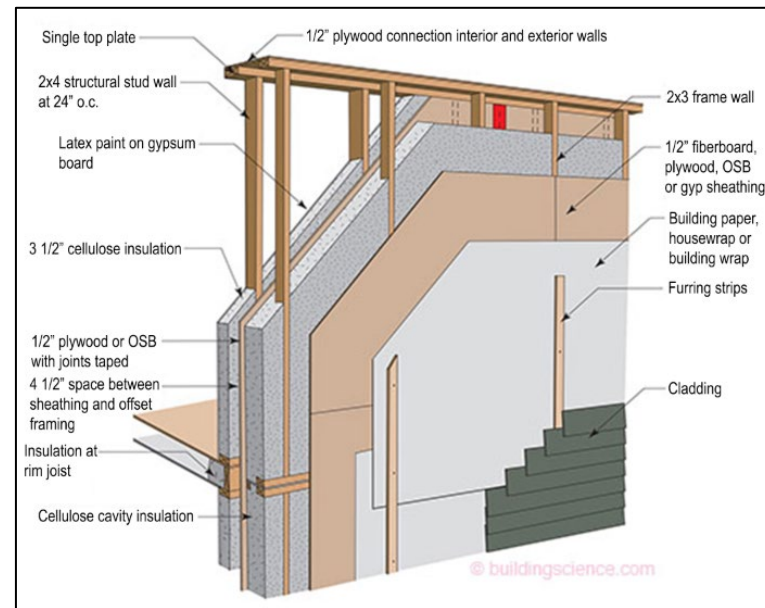 Single top plate
1/2" plywood connection interior and exterior walls
2x4 structural stud wall
at 24" o.c.
Latex paint on gypsum
board
3 1/2" cellulose insulation
1/2" plywood or OSB
with joints taped
4 1/2" space between
sheathing and offset
framing
Insulation at
rim joist
Cellulose cavity insulation
2x3 frame wall
1/2" fiberboard,
plywood, OSB
or gyp sheathing
Building paper,
housewrap or
building wrap
Furring strips
Cladding
© buildingscience.com